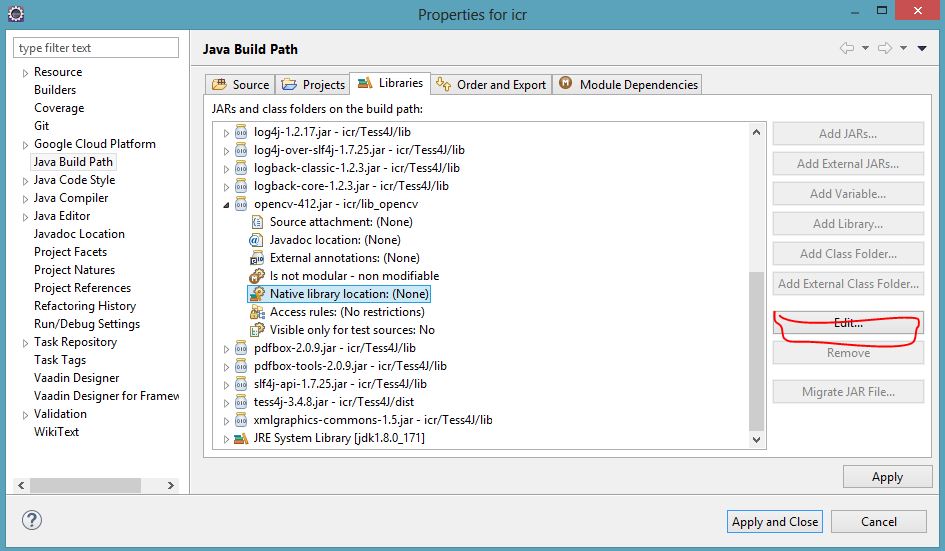 Properties for icr
type filter text
Resource
Builders
Coverage
Git
Google Cloud Platform
Java Build Path
Java Code Style
Java Compiler
Java Editor
Javadoc Location
Project Facets
Project Natures
Project References
Refactoring History
Run/Debug Settings
Task Repository
Task Tags
Vaadin Designer
Vaadin Designer for Framew
Validation
WikiText
Java Build Path
Source Projects Libraries Order and Export Module Dependencies
JARs and class folders on the build path:
log4j-1.2.17.jar - icr/Tess4J/lib
log4j-over-slf4j-1.7.25.jar - icr/Tess4J/lib
logback-classic-1.2.3.jar - icr/Tess4J/lib
logback-core-1.2.3.jar - icr/Tess4J/lib
opencv-412.jar - icr/lib_opencv
Source attachment: (None)
Javadoc location: (None)
External annotations: (None)
Is not modular - non modifiable
Native library location: (None)
Access rules: (No restrictions)
Visible only for test sources: No
pdfbox-2.0.9.jar - icr/Tess4J/lib
pdfbox-tools-2.0.9.jar - icr/Tess4J/lib
slf4j-api-1.7.25.jar - icr/Tess4J/lib
tess4j-3.4.8.jar - icr/Tess4J/dist
xmlgraphics-commons-1.5.jar - icr/Tess4J/lib
JRE System Library [jdk1.8.0_171]
Add JARs...
Add External JARs...
Add Variable...
Add Library...
Add Class Folder...
Add External Class Folder...
Edit...
Remove
Migrate JAR File...
Apply
Apply and Close
Cancel